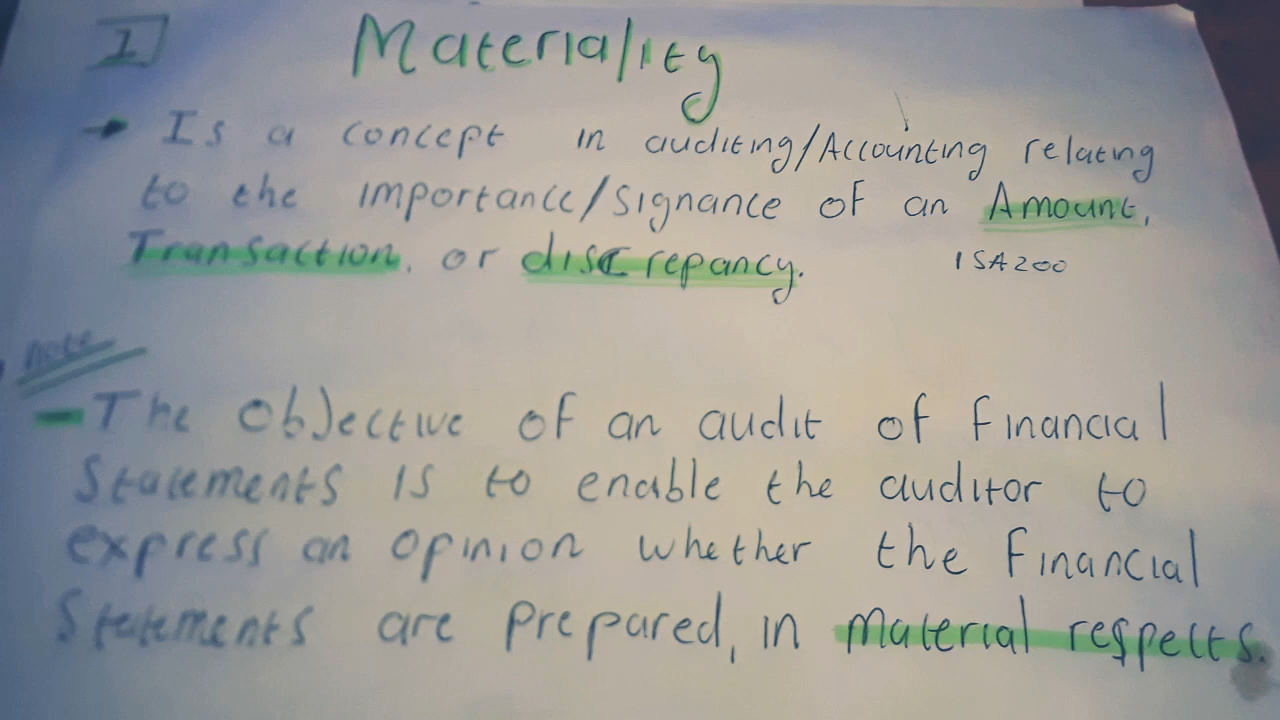 1 Materiality
→ Is a concept in auditing/Accounting relating
to the importance/Signance of an Amount,
Transaction, or discrepancy.
ISA200
Note
- The objective of an audit of financial
Statements is to enable the auditor to
express an opinion whether the Financial
Statements are prepared, in material respects.